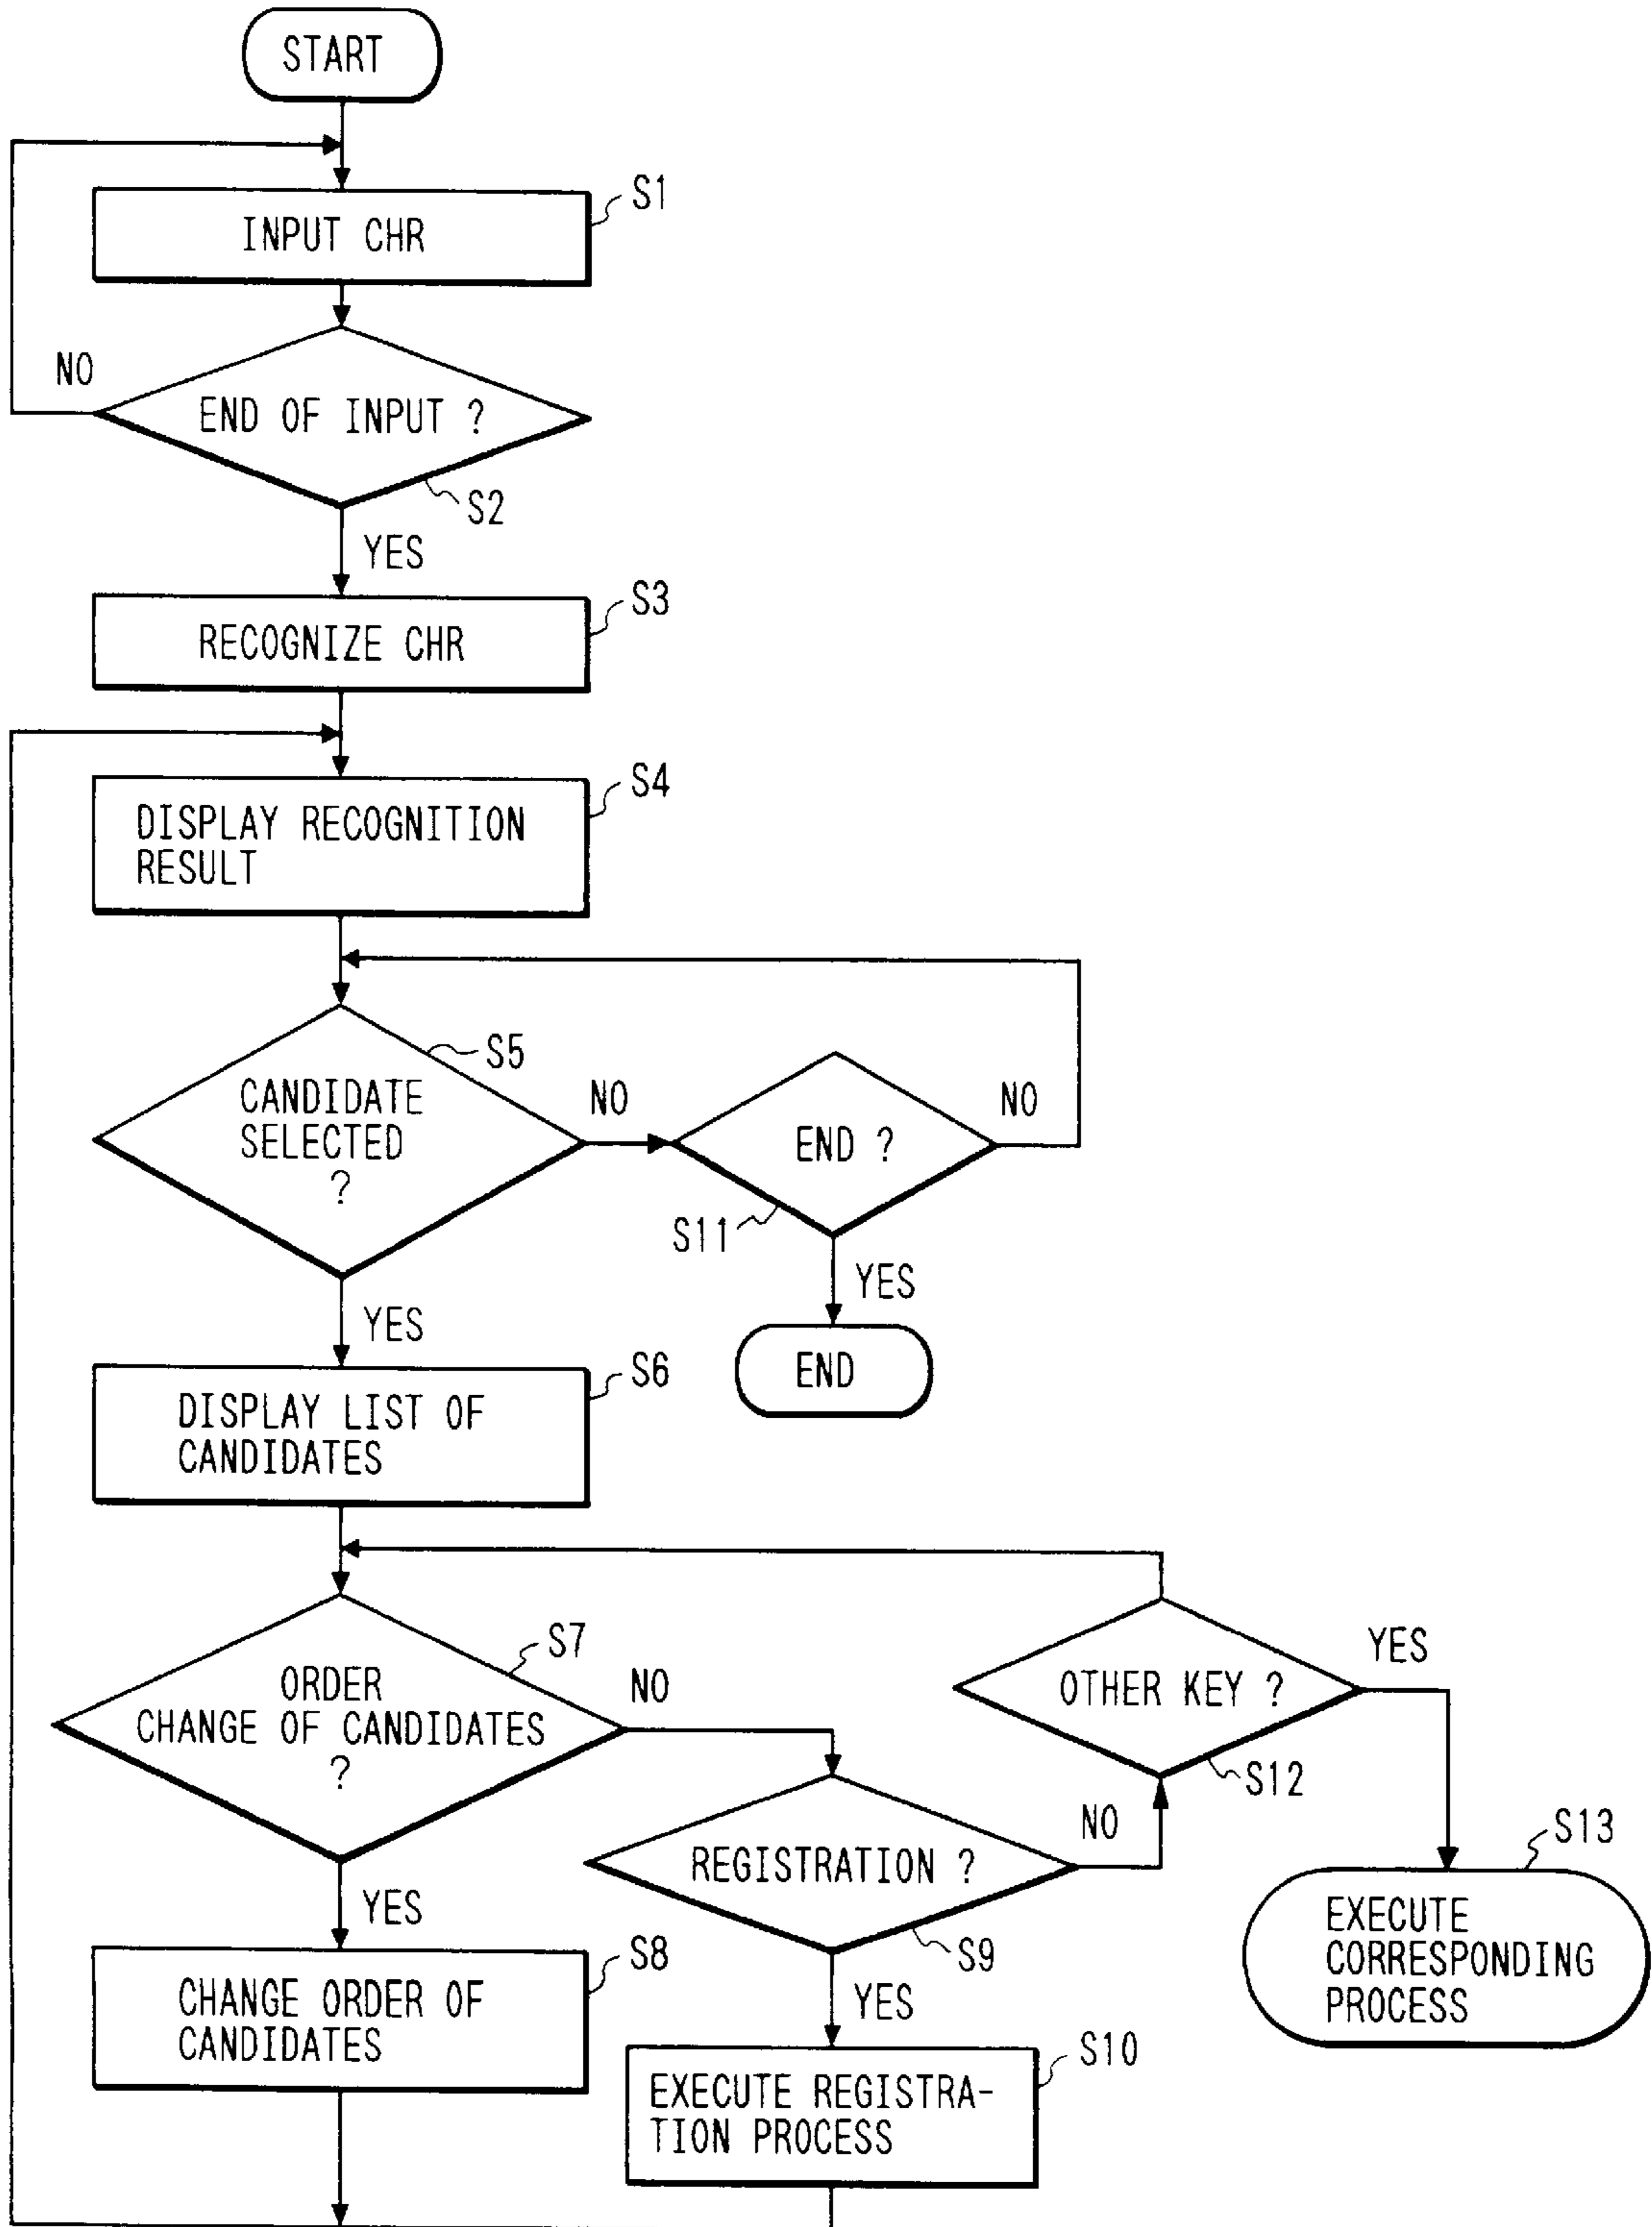 START
S1
INPUT CHR
NO
END OF INPUT ?
S2
YES
S3
RECOGNIZE CHR
S4
DISPLAY RECOGNITION
RESULT
S5
CANDIDATE
SELECTED
?
NO
END ?
NO
S11
YES
END
YES
S6
DISPLAY LIST OF
CANDIDATES
S7
ORDER
CHANGE OF CANDIDATES
?
NO
OTHER KEY ?
YES
S12
REGISTRATION ?
NO
S9
S13
EXECUTE
CORRESPONDING
PROCESS
YES
S8
CHANGE ORDER OF
CANDIDATES
YES
S10
EXECUTE REGISTRA-
TION PROCESS